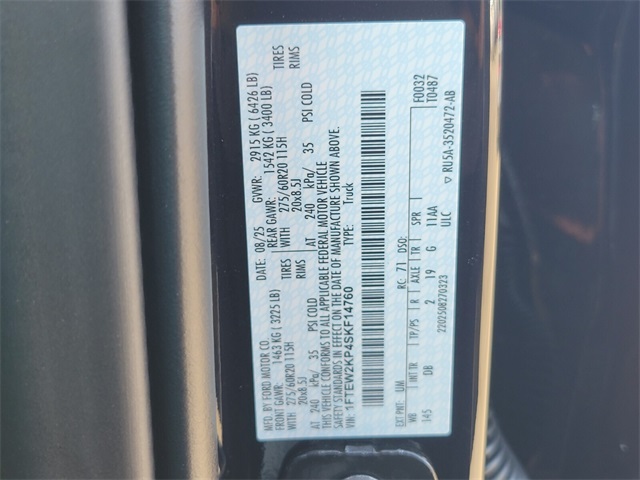 MFD. BY FORD MOTOR CO.
DATE: 08/25 GVWR: 2915 KG ( 6426 LB)
FRONT GAWR: 1463 KG ( 3225 LB) REAR GAWR: 1542 KG ( 3400 LB)
WITH 275/60R20 115H TIRES WITH 275/60R20 115H TIRES
20x8.5J RIMS 20x8.5J RIMS
AT 240 kPa/ 35 PSI COLD AT 240 kPa/ 35 PSI COLD
THIS VEHICLE CONFORMS TO ALL APPLICABLE FEDERAL MOTOR VEHICLE
SAFETY STANDARDS IN EFFECT ON THE DATE OF MANUFACTURE SHOWN ABOVE.
VIN: 1FTEW2KP4SKF14760
TYPE: Truck
F0032
T0487
EXT PNT: UM RC: 71 DSO:
WB INT TR TP/PS R AXLE TR SPR
145 DB 2 19 G 11AA
2202508270323 ULC
▽ RU5A-3520472-AB